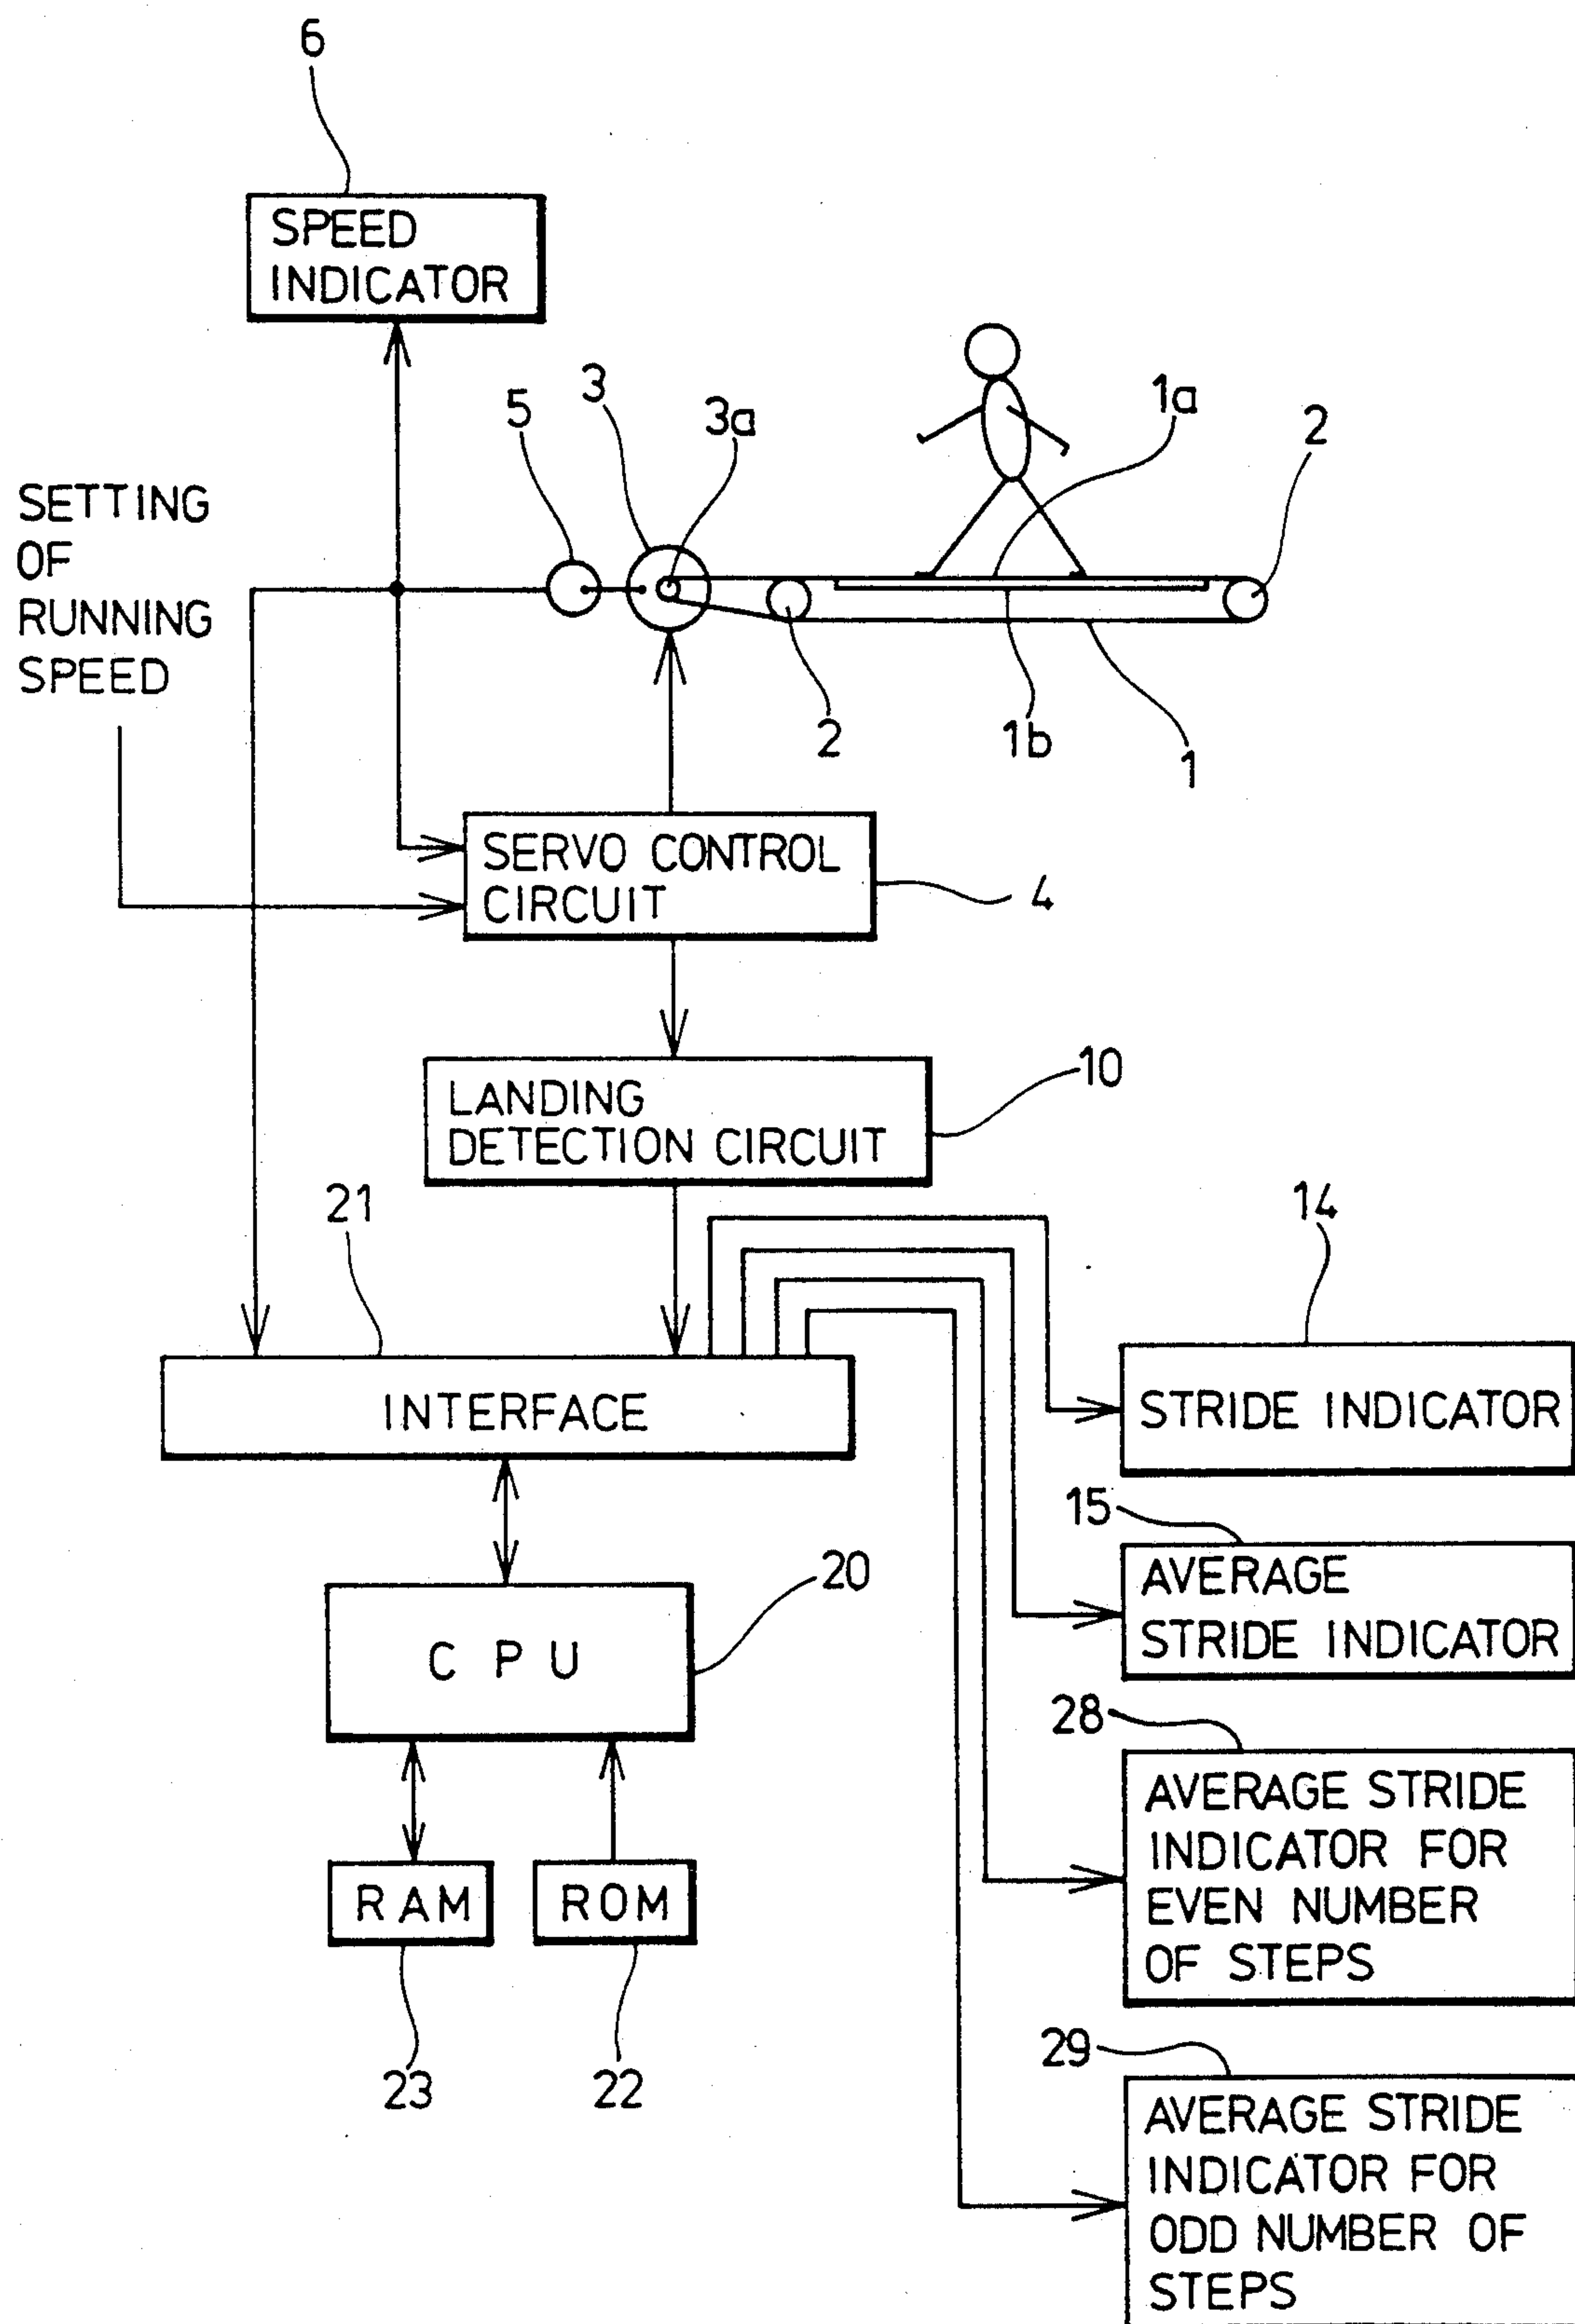 6
SPEED
INDICATOR
5
3
3a
1a
2
SETTING
OF
RUNNING
SPEED
2
1b
1
SERVO CONTROL
CIRCUIT
4
LANDING
DETECTION CIRCUIT
10
21
14
INTERFACE
STRIDE INDICATOR
15
AVERAGE
STRIDE INDICATOR
20
CPU
28
AVERAGE STRIDE
INDICATOR FOR
EVEN NUMBER
OF STEPS
RAM
ROM
23
22
29
AVERAGE STRIDE
INDICATOR FOR
ODD NUMBER OF
STEPS